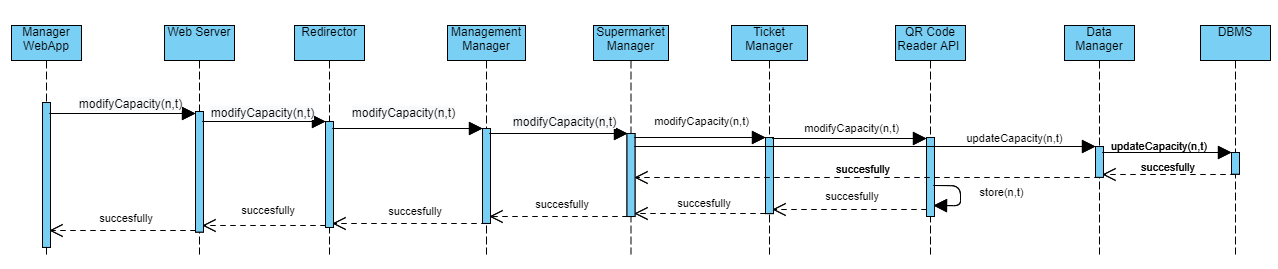 Manager
WebApp
Web Server
Redirector
Management
Manager
Supermarket
Manager
Ticket
Manager
QR Code
Reader API
Data
Manager
DBMS
modifyCapacity(n,t)
modifyCapacity(n,t)
modifyCapacity(n,t)
modifyCapacity(n,t)
modifyCapacity(n,t)
modifyCapacity(n,t)
updateCapacity(n,t)
updateCapacity(n,t)
succesfully
succesfully
store(n,t)
succesfully
succesfully
succesfully
succesfully
succesfully
succesfully